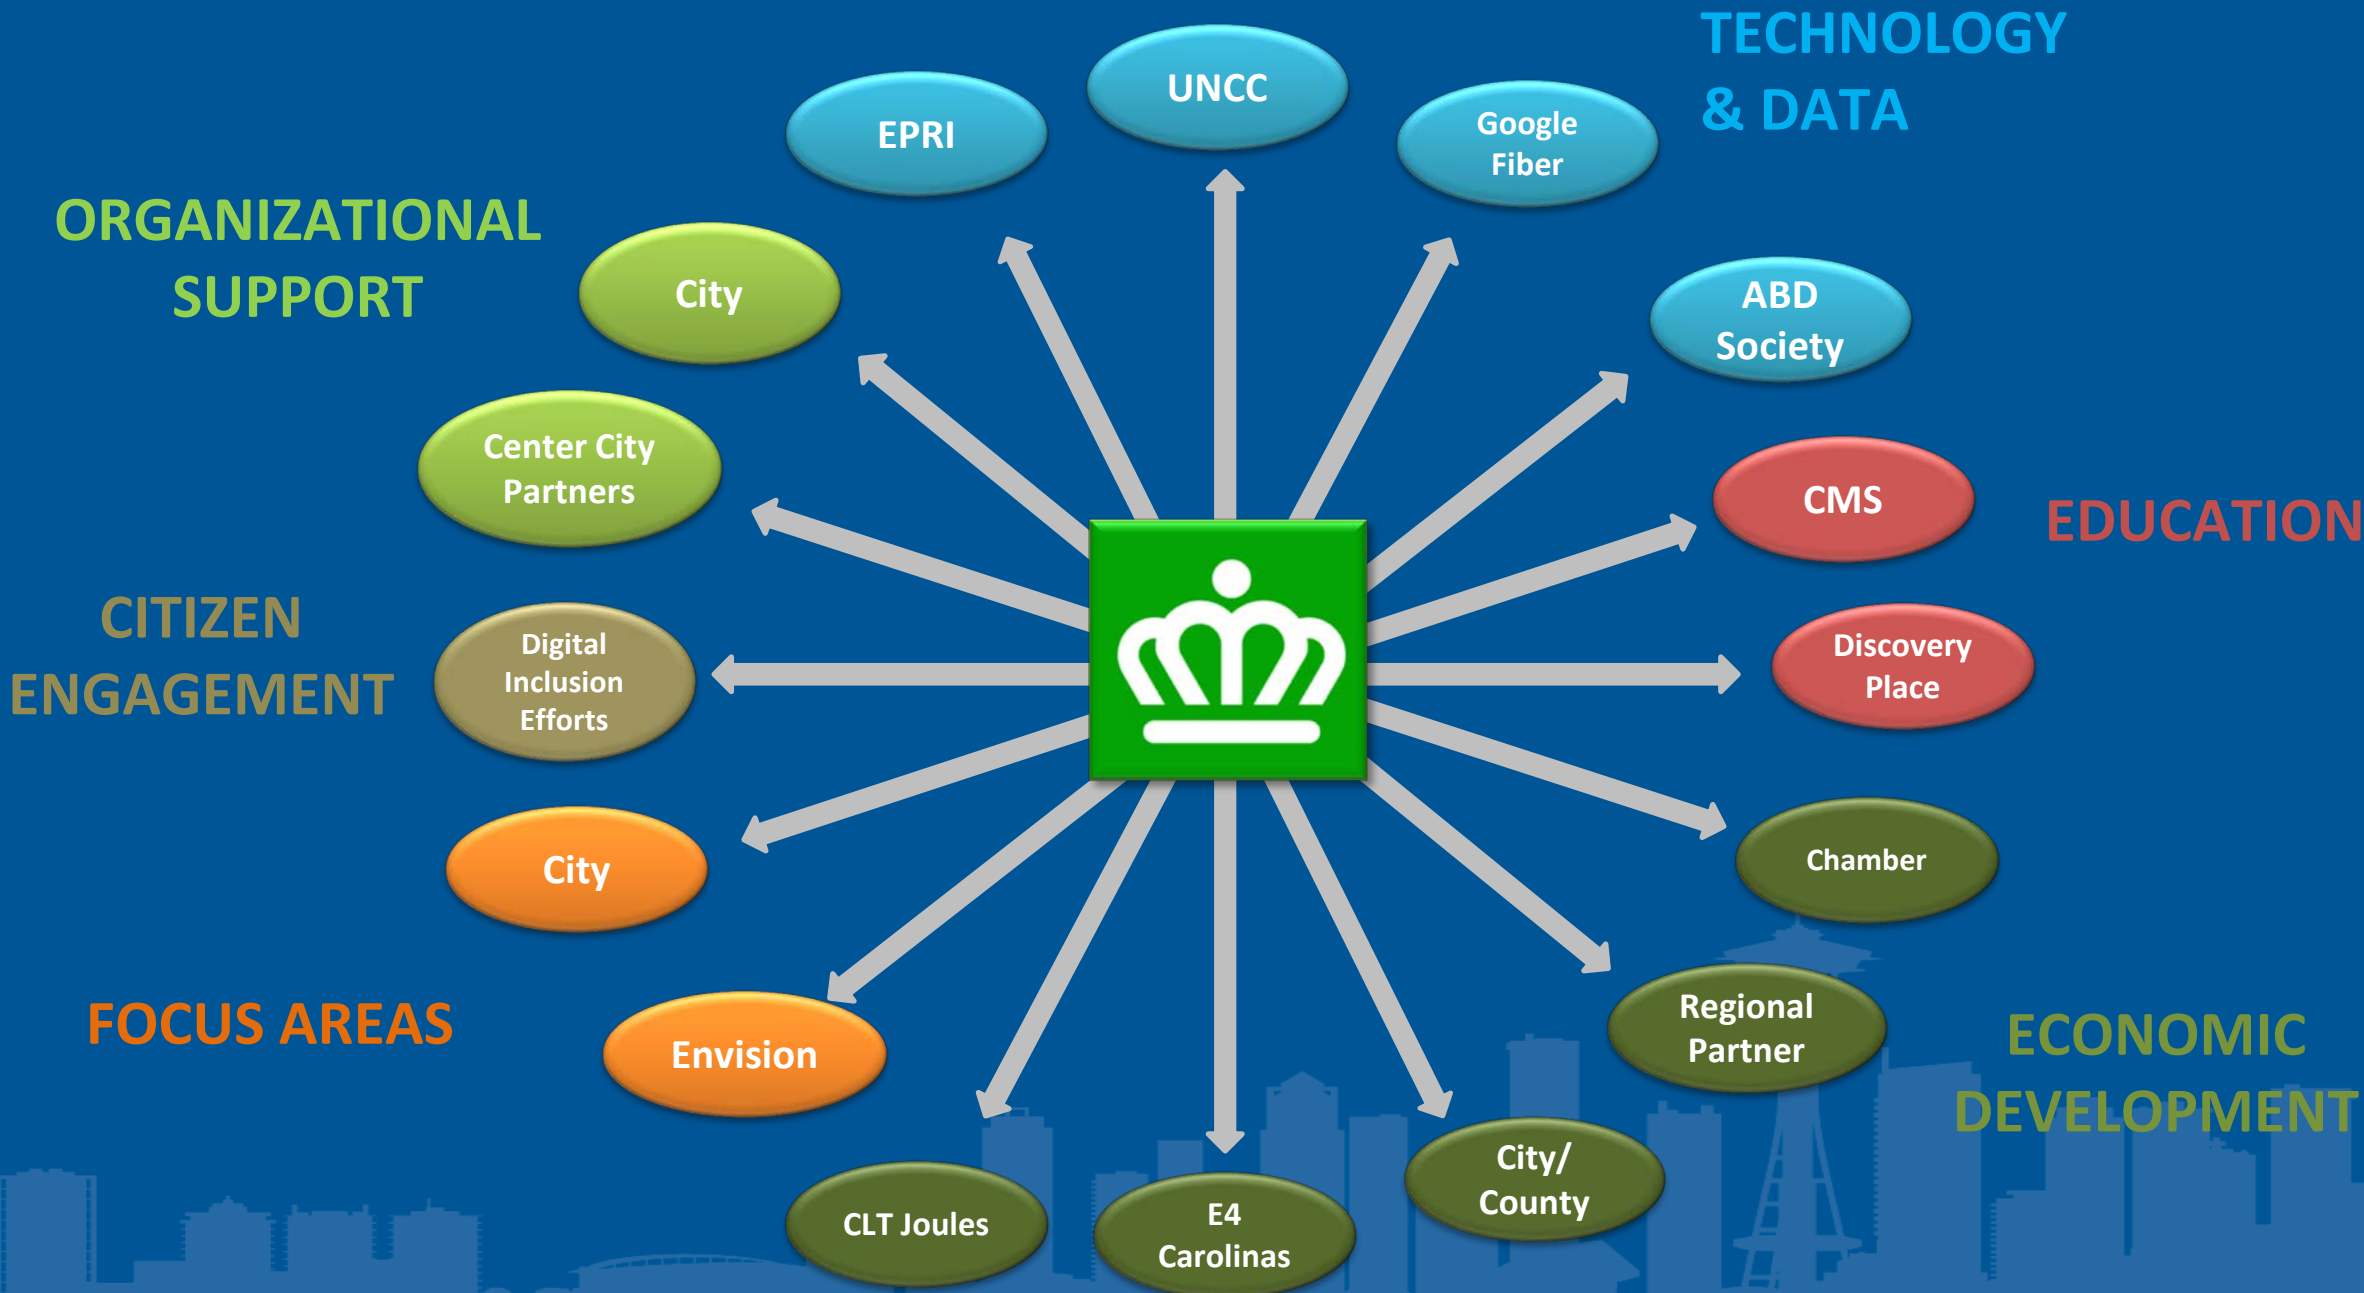 TECHNOLOGY
& DATA
UNCC
EPRI
Google
Fiber
ORGANIZATIONAL
SUPPORT
City
ABD
Society
Center City
Partners
CMS
EDUCATION
CITIZEN
ENGAGEMENT
Digital
Inclusion
Efforts
Discovery
Place
City
Chamber
FOCUS AREAS
Envision
Regional
Partner
ECONOMIC
DEVELOPMENT
CLT Joules
E4
Carolinas
City/
County